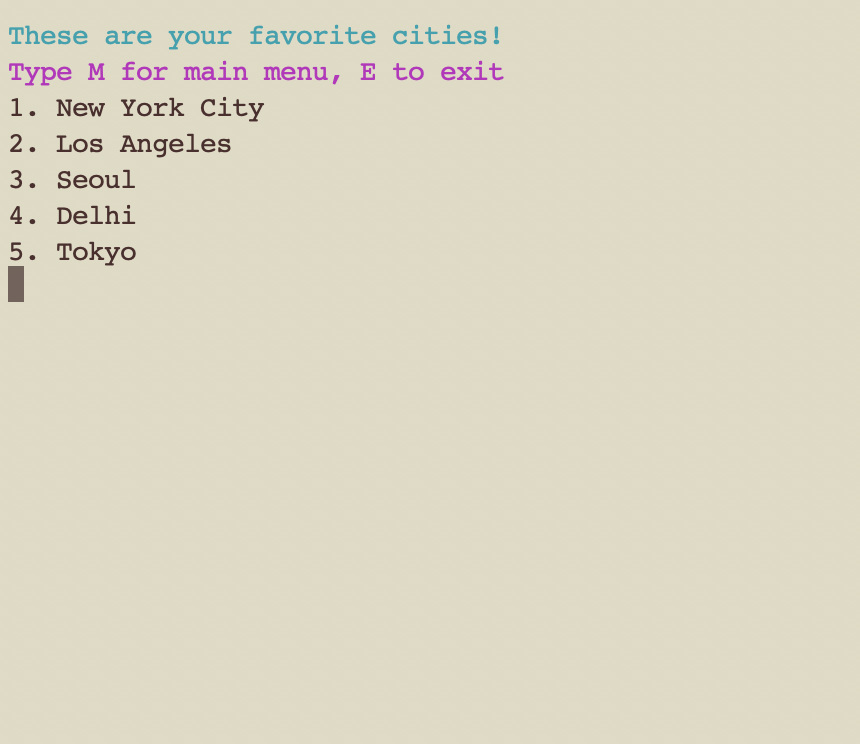 These are your favorite cities!
Type M for main menu, E to exit
1. New York City
2. Los Angeles
3. Seoul
4. Delhi
5. Tokyo